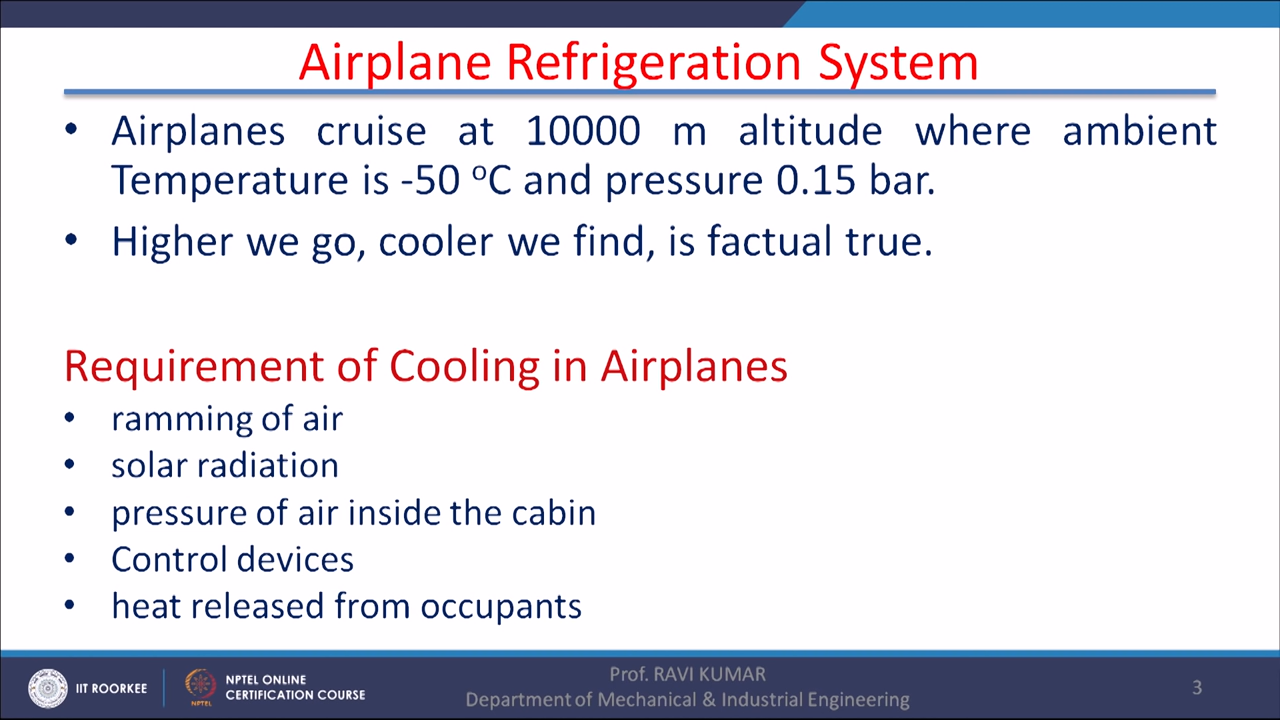 Airplane Refrigeration System
• Airplanes cruise at 10000 m altitude where ambient
Temperature is -50 ºC and pressure 0.15 bar.
• Higher we go, cooler we find, is factual true.
Requirement of Cooling in Airplanes
• ramming of air
• solar radiation
• pressure of air inside the cabin
• Control devices
• heat released from occupants
IIT ROORKEE
NPTEL
NPTEL ONLINE
CERTIFICATION COURSE
Prof. RAVI KUMAR
Department of Mechanical & Industrial Engineering
3